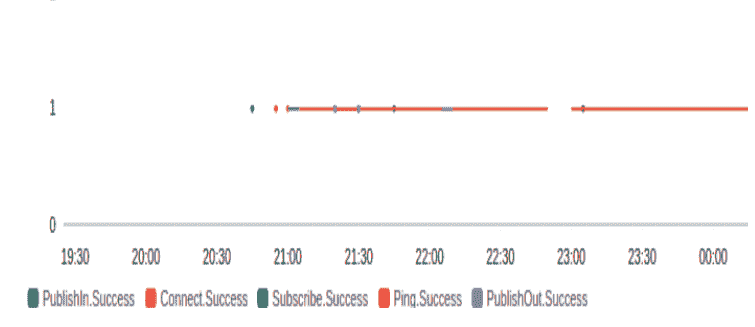 1
0
19:30 20:00 20:30 21:00 21:30 22:00 22:30 23:00 23:30 00:00
PublishIn.Success Connect.Success Subscribe.Success Ping.Success PublishOut.Success